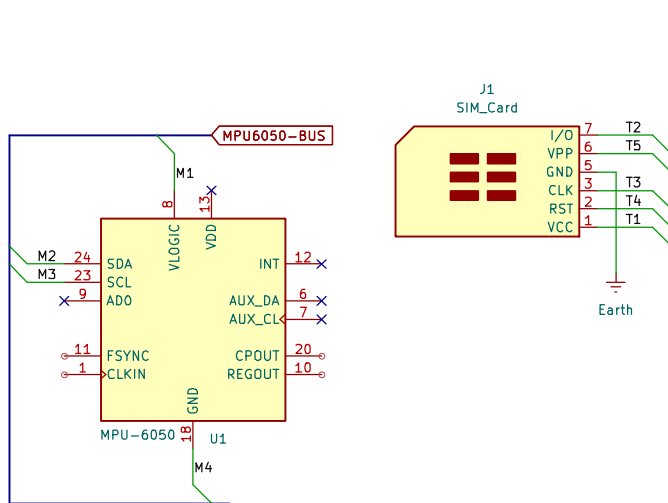 J1
SIM_Card
MPU6050-BUS
I/O 7 T2
VPP 6 T5
GND 5
CLK 3 T3
RST 2 T4
VCC 1 T1
Earth
M1
8
13
VLOGIC
VDD
M2 24 SDA
M3 23 SCL
9 ADO
11 FSYNC
1 CLKIN
INT 12
AUX_DA 6
AUX_CL 7
CPOUT 20
REGOUT 10
GND
18
MPU-6050
U1
M4